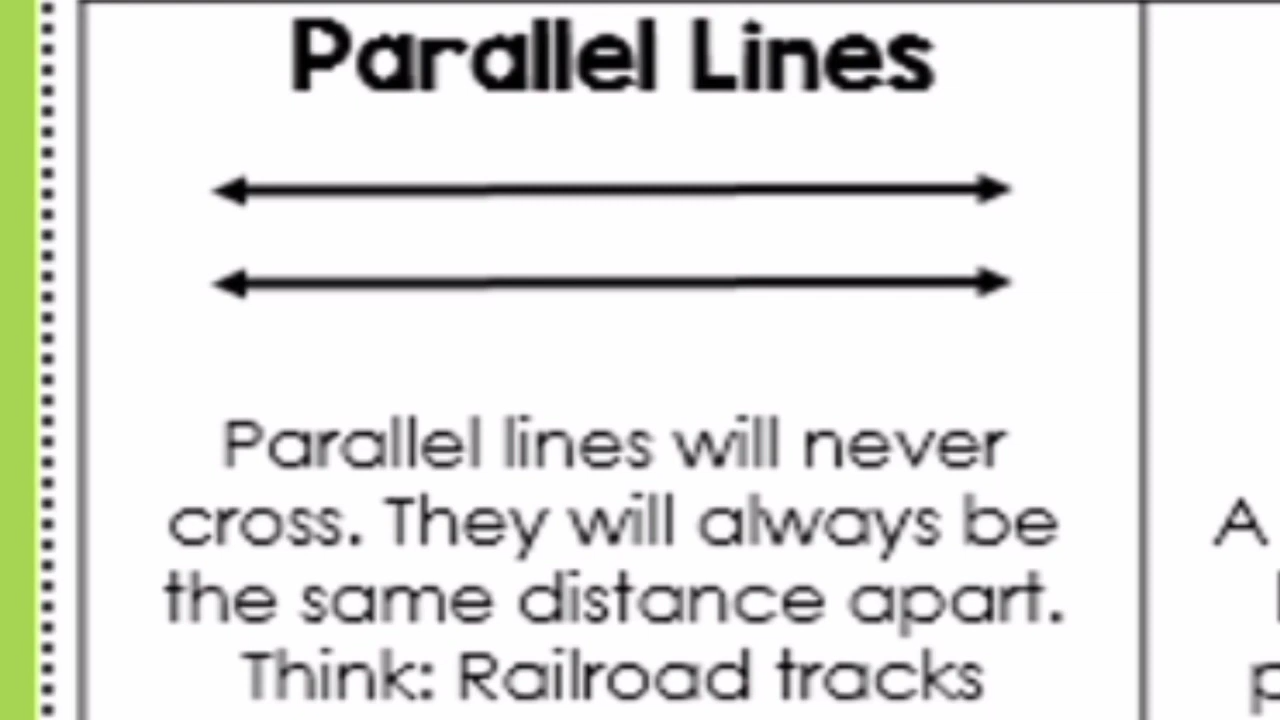 Parallel Lines
Parallel lines will never
cross. They will always be
the same distance apart.
Think: Railroad tracks
A